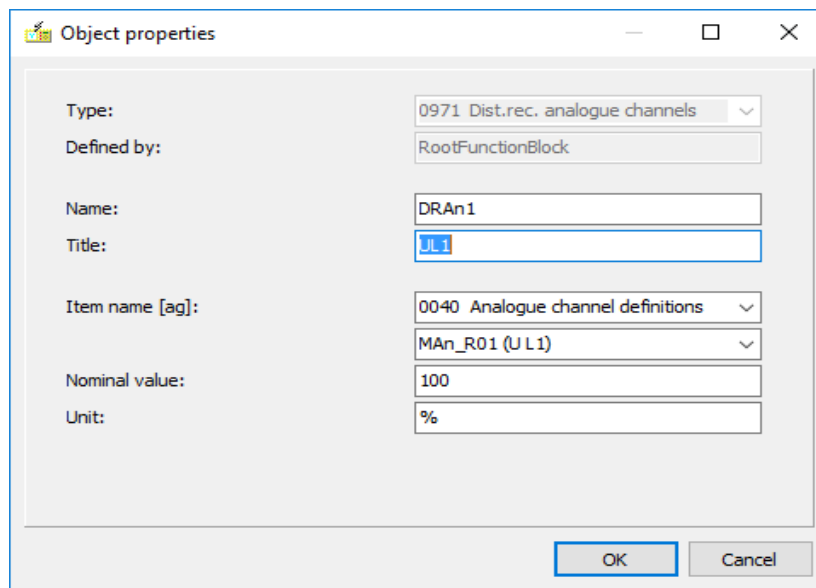 Object properties
Type: 0971 Dist.rec. analogue channels
Defined by: RootFunctionBlock
Name: DRAn1
Title: UL1
Item name [ag]: 0040 Analogue channel definitions
MAn_R01 (U L1)
Nominal value: 100
Unit: %
OK Cancel